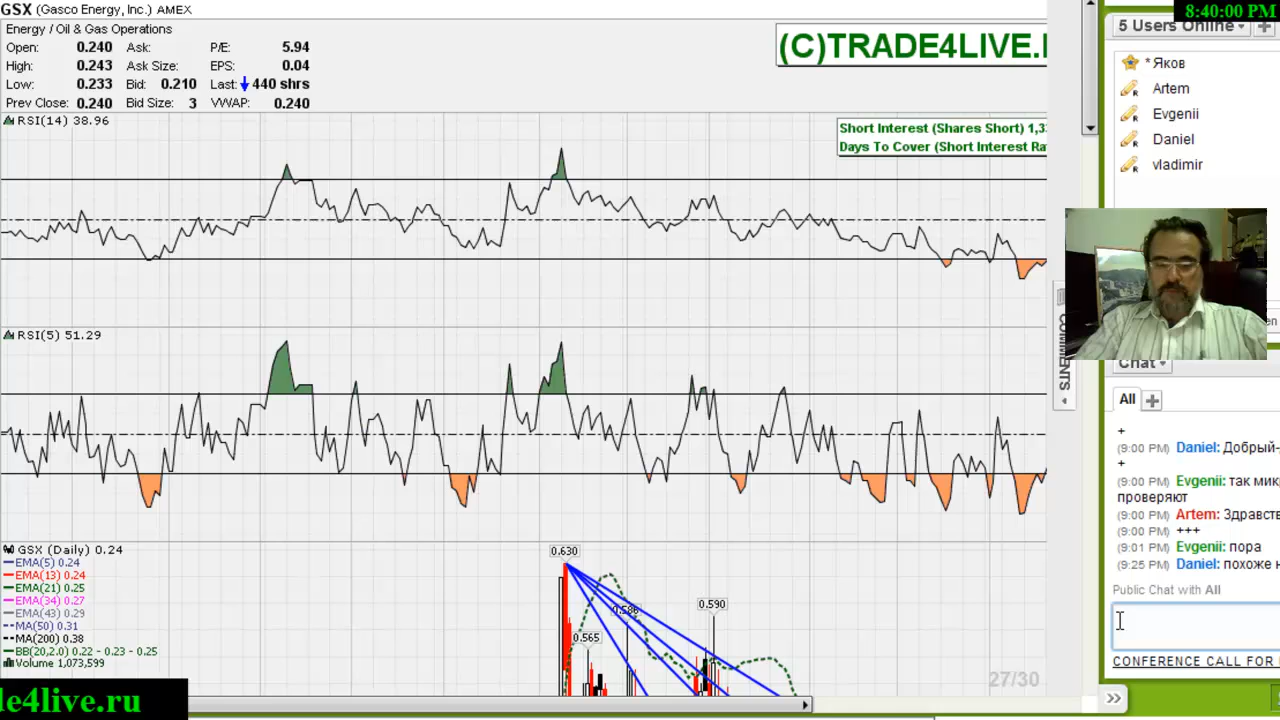 GSX (Gasco Energy, Inc.) AMEX
Energy / Oil & Gas Operations
Open: 0.240 Ask: P/E: 5.94
High: 0.243 Ask Size: EPS: 0.04
Low: 0.233 Bid: 0.210 Last: 440 shrs
Prev Close: 0.240 Bid Size: 3 VWAP: 0.240
(C)TRADE4LIVE.
RSI(14) 38.96
Short Interest (Shares Short)
Days To Cover (Short Interest
RSI(5) 51.29
GSX (Daily) 0.24
EMA(5) 0.24
EMA(13) 0.24
EMA(21) 0.25
EMA(34) 0.27
EMA(43) 0.29
MA(50) 0.31
MA(200) 0.38
BB(20,2.0) 0.22 - 0.23 - 0.25
Volume 1,073,599
0.630
0.586
0.590
0.565
27/30
de4live.ru
8:40:00 PM
5 Users Online
* Яков
Artem
Evgenii
Daniel
vladimir
COMMENTS
Chat
All
+
(9:00 PM) Daniel:
+
(9:00 PM) Evgenii: так
проверяют
(9:00 PM) Artem:
(9:00 PM) +++
(9:01 PM) Evgenii: пора
(9:25 PM) Daniel: похоже
Public Chat with All
CONFERENCE CALL FOR